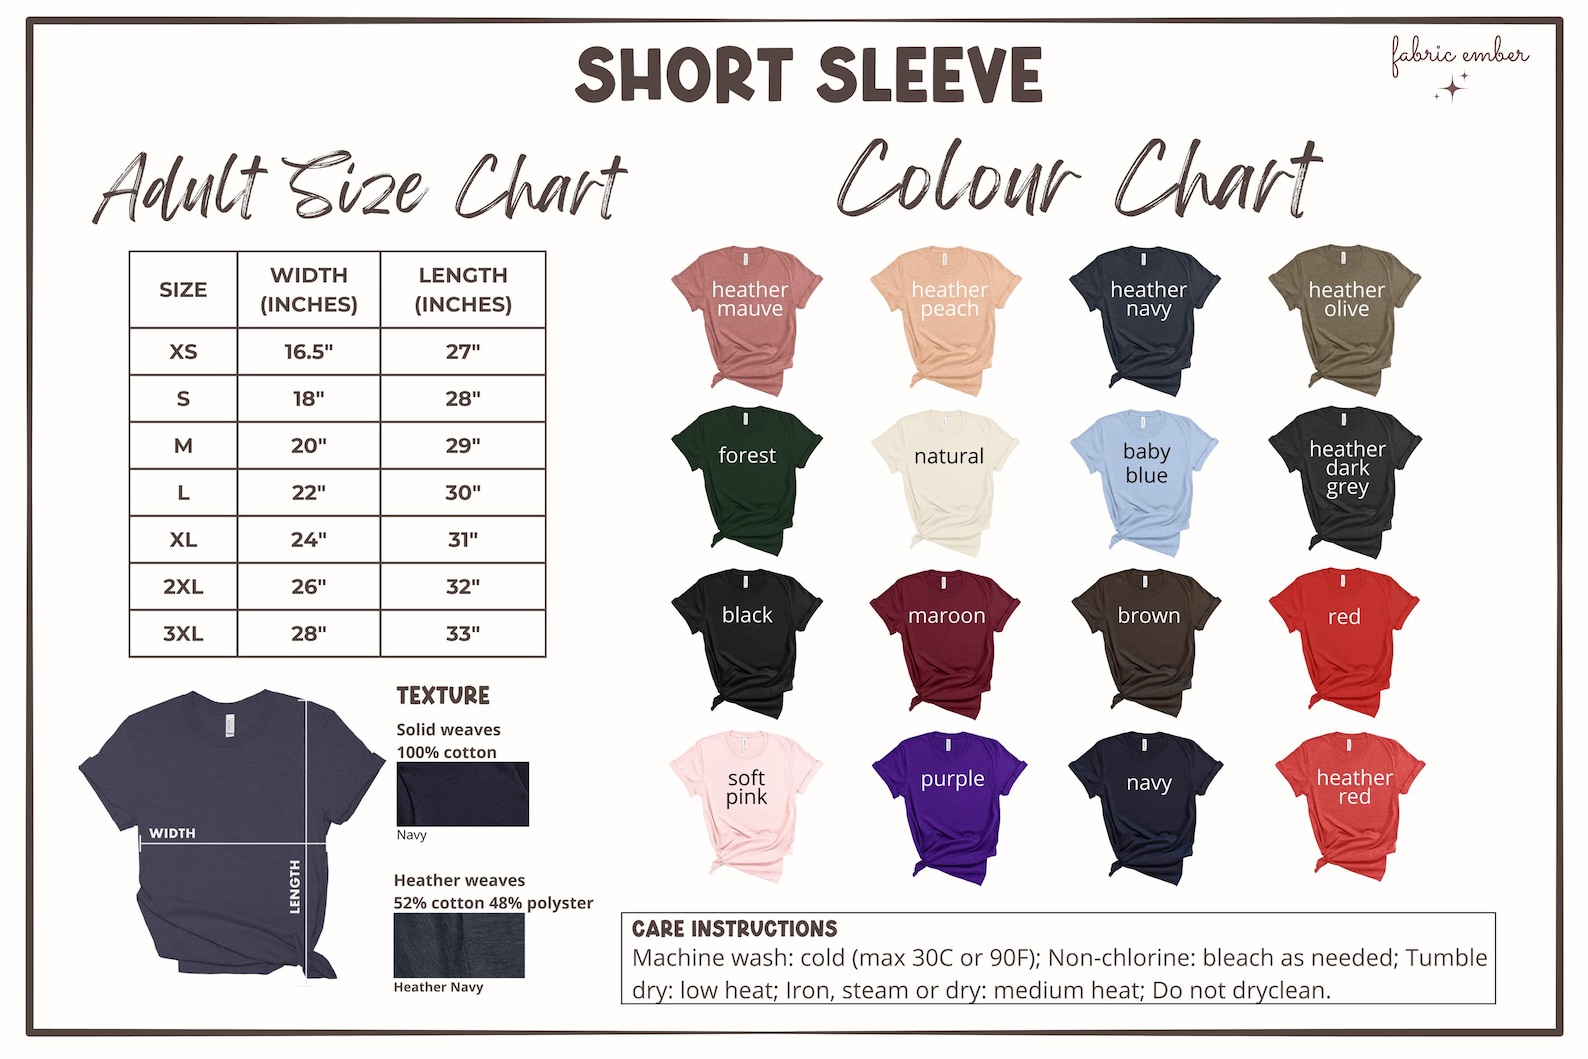 SHORT SLEEVE
fabric ember
Adult Size Chart
SIZE WIDTH (INCHES) LENGTH (INCHES)
XS 16.5" 27"
S 18" 28"
M 20" 29"
L 22" 30"
XL 24" 31"
2XL 26" 32"
3XL 28" 33"
WIDTH
LENGTH
TEXTURE
Solid weaves
100% cotton
Navy
Heather weaves
52% cotton 48% polyster
Heather Navy
Colour Chart
heather
mauve
heather
peach
heather
navy
heather
olive
forest
natural
baby
blue
heather
dark
grey
black
maroon
brown
red
soft
pink
purple
navy
heather
red
CARE INSTRUCTIONS
Machine wash: cold (max 30C or 90F); Non-chlorine: bleach as needed; Tumble
dry: low heat; Iron, steam or dry: medium heat; Do not dryclean.